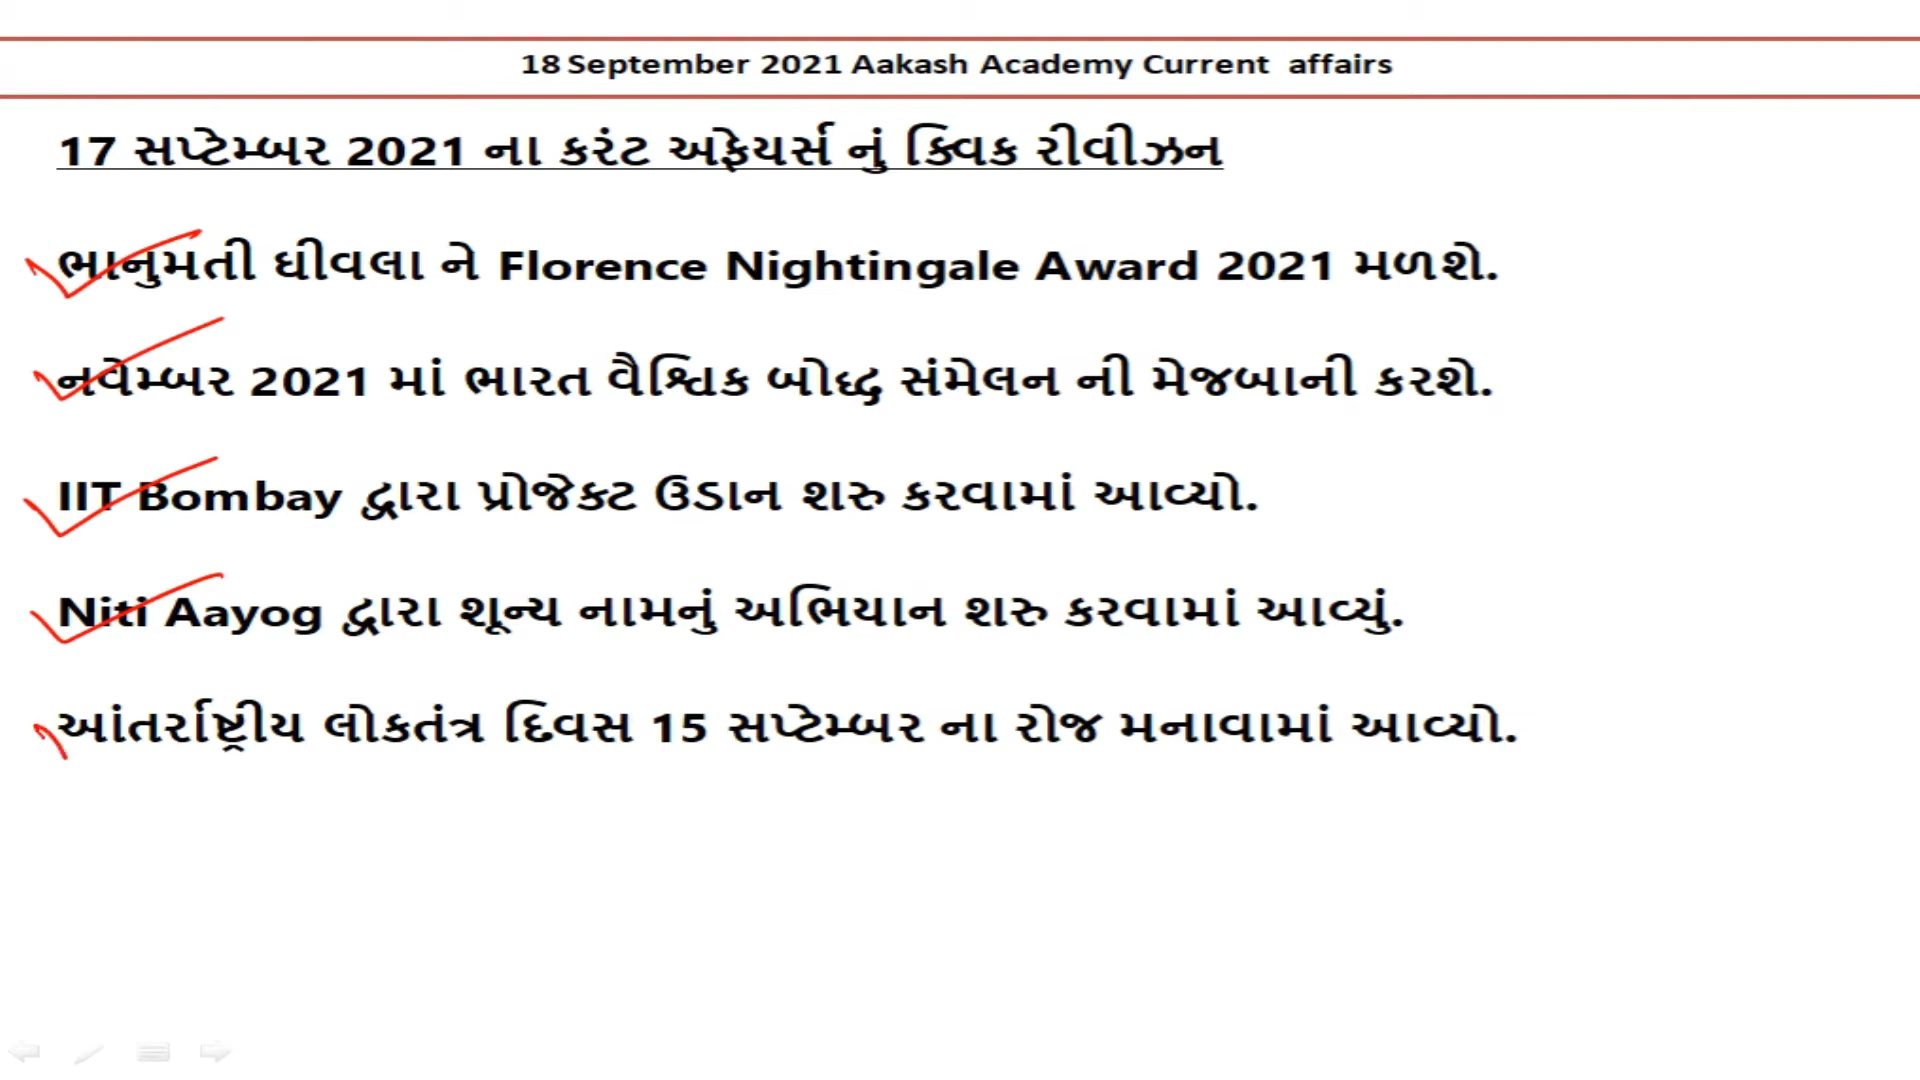 18 September 2021 Aakash Academy Current affairs
17 સપ્ટેમ્બર 2021 ના કરંટ અફેયર્સ નું ક્વિક રીવીઝન
ભાનુમતી ઘીવલા ને Florence Nightingale Award 2021 મળશે.
નવેમ્બર 2021 માં ભારત વૈશ્વિક બોદ્ધ સંમેલન ની મેજબાની કરશે.
IIT Bombay દ્વારા પ્રોજેક્ટ ઉડાન શરુ કરવામાં આવ્યો.
Niti Aayog દ્વારા શૂન્ય નામનું અભિયાન શરુ કરવામાં આવ્યું.
આંતર્રાષ્ટ્રીય લોકતંત્ર દિવસ 15 સપ્ટેમ્બર ના રોજ મનાવામાં આવ્યો.